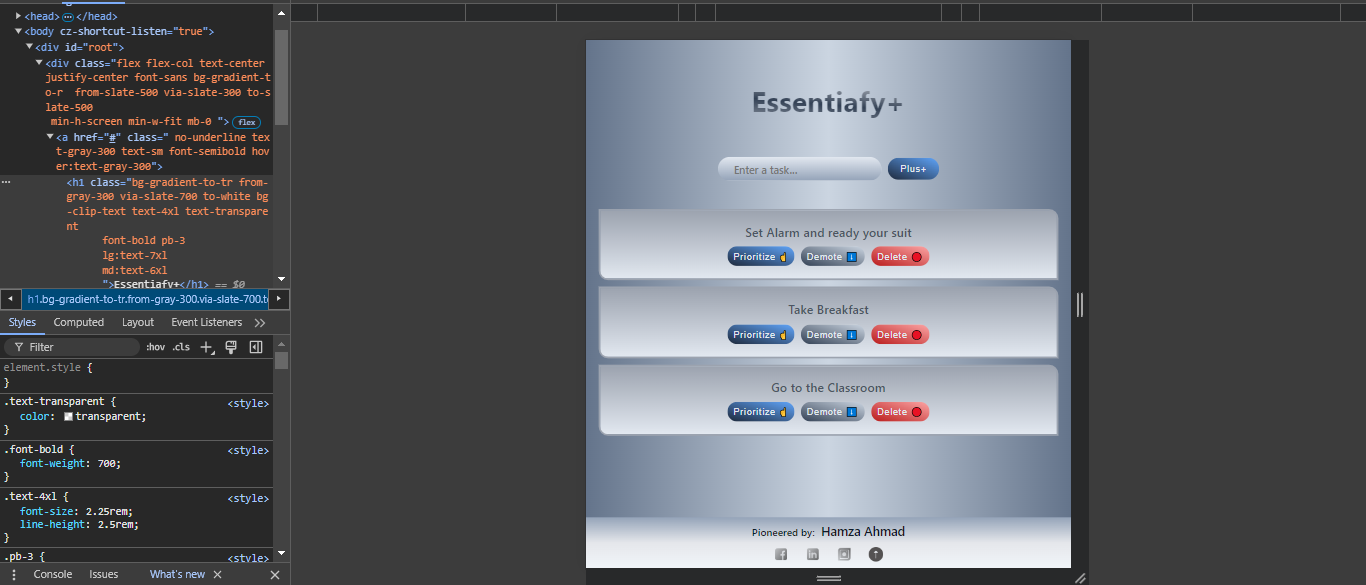 <head> </head>
<body cz-shortcut-listen="true">
<div id="root">
<div class="flex flex-col text-center
justify-center font-sans bg-gradient-t
o-r from-slate-500 via-slate-300 to-s
late-500
min-h-screen min-w-fit mb-0 "> flex
<a href="#" class=" no-underline tex
t-gray-300 text-sm font-semibold hov
er:text-gray-300">
<h1 class="bg-gradient-to-tr from-
gray-300 via-slate-700 to-white bg
-clip-text text-4xl text-transpare
nt
font-bold pb-3
lg:text-7xl
md:text-6xl
">Essentiafy+</h1> == $0
h1.bg-gradient-to-tr.from-gray-300.via-slate-700.to
Styles Computed Layout Event Listeners
Filter :hov .cls
element.style {
}
.text-transparent { <style>
color: transparent;
}
.font-bold { <style>
font-weight: 700;
}
.text-4xl { <style>
font-size: 2.25rem;
line-height: 2.5rem;
}
.pb-3 { <style>
Console Issues What's new
Essentiafy+
Enter a task... Plus+
Set Alarm and ready your suit
Prioritize Demote Delete
Take Breakfast
Prioritize Demote Delete
Go to the Classroom
Prioritize Demote Delete
Pioneered by: Hamza Ahmad